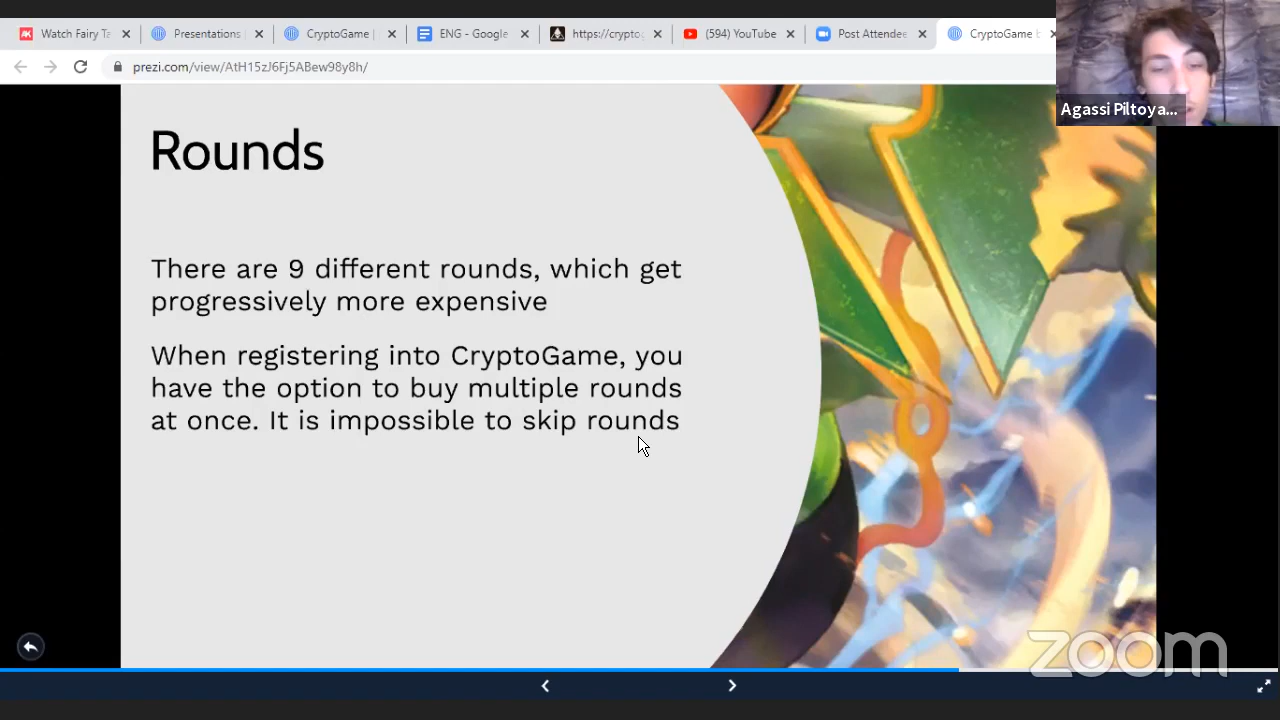 Watch Fairy Ta
Presentations
CryptoGame |
ENG - Google
https://crypto
(594) YouTube
Post Attendee
CryptoGame b
prezi.com/view/AtH15zJ6Fj5ABew98y8h/
Agassi Piltoya...
Rounds
There are 9 different rounds, which get
progressively more expensive
When registering into CryptoGame, you
have the option to buy multiple rounds
at once. It is impossible to skip rounds
zoom